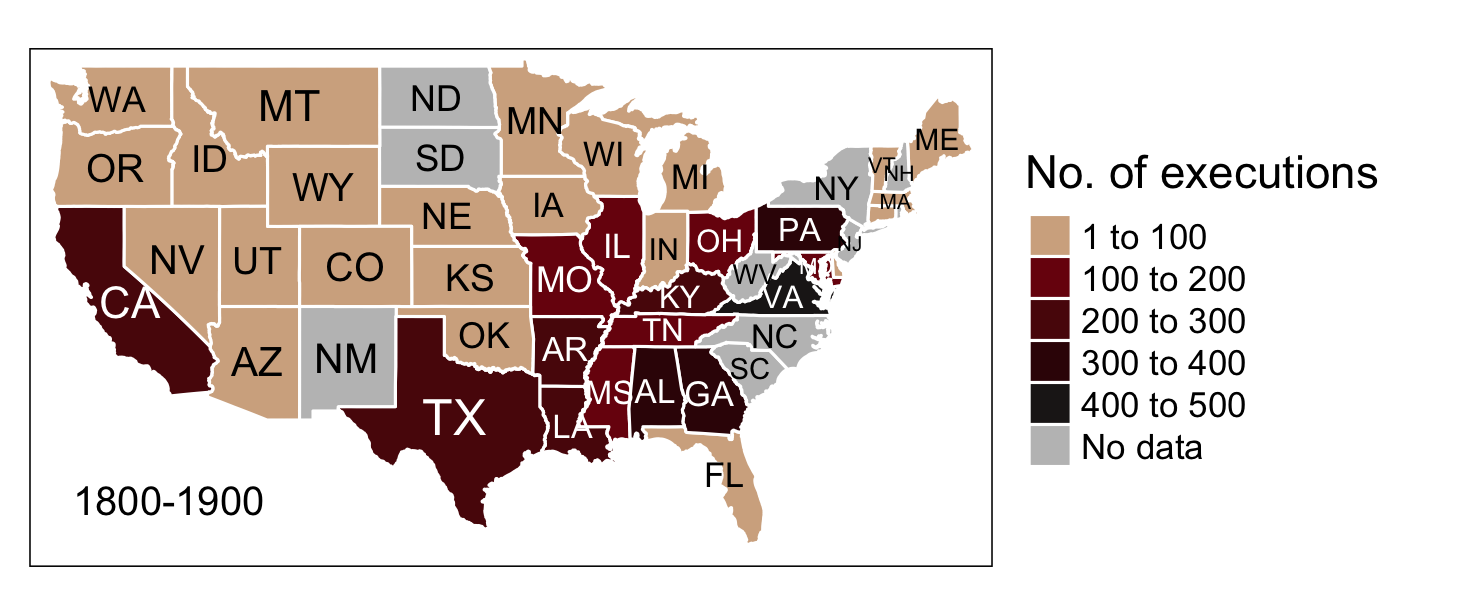 WA
MT
ND
MN
ME
OR
ID
SD
WI
VT
NH
WY
MI
NY
MA
NE
IA
PA
NV
UT
CO
KS
MO
IL
IN
OH
NJ
CA
WV
VA
KY
OK
TN
NC
AZ
NM
AR
SC
TX
MS
AL
GA
LA
FL
1800-1900
No. of executions
1 to 100
100 to 200
200 to 300
300 to 400
400 to 500
No data